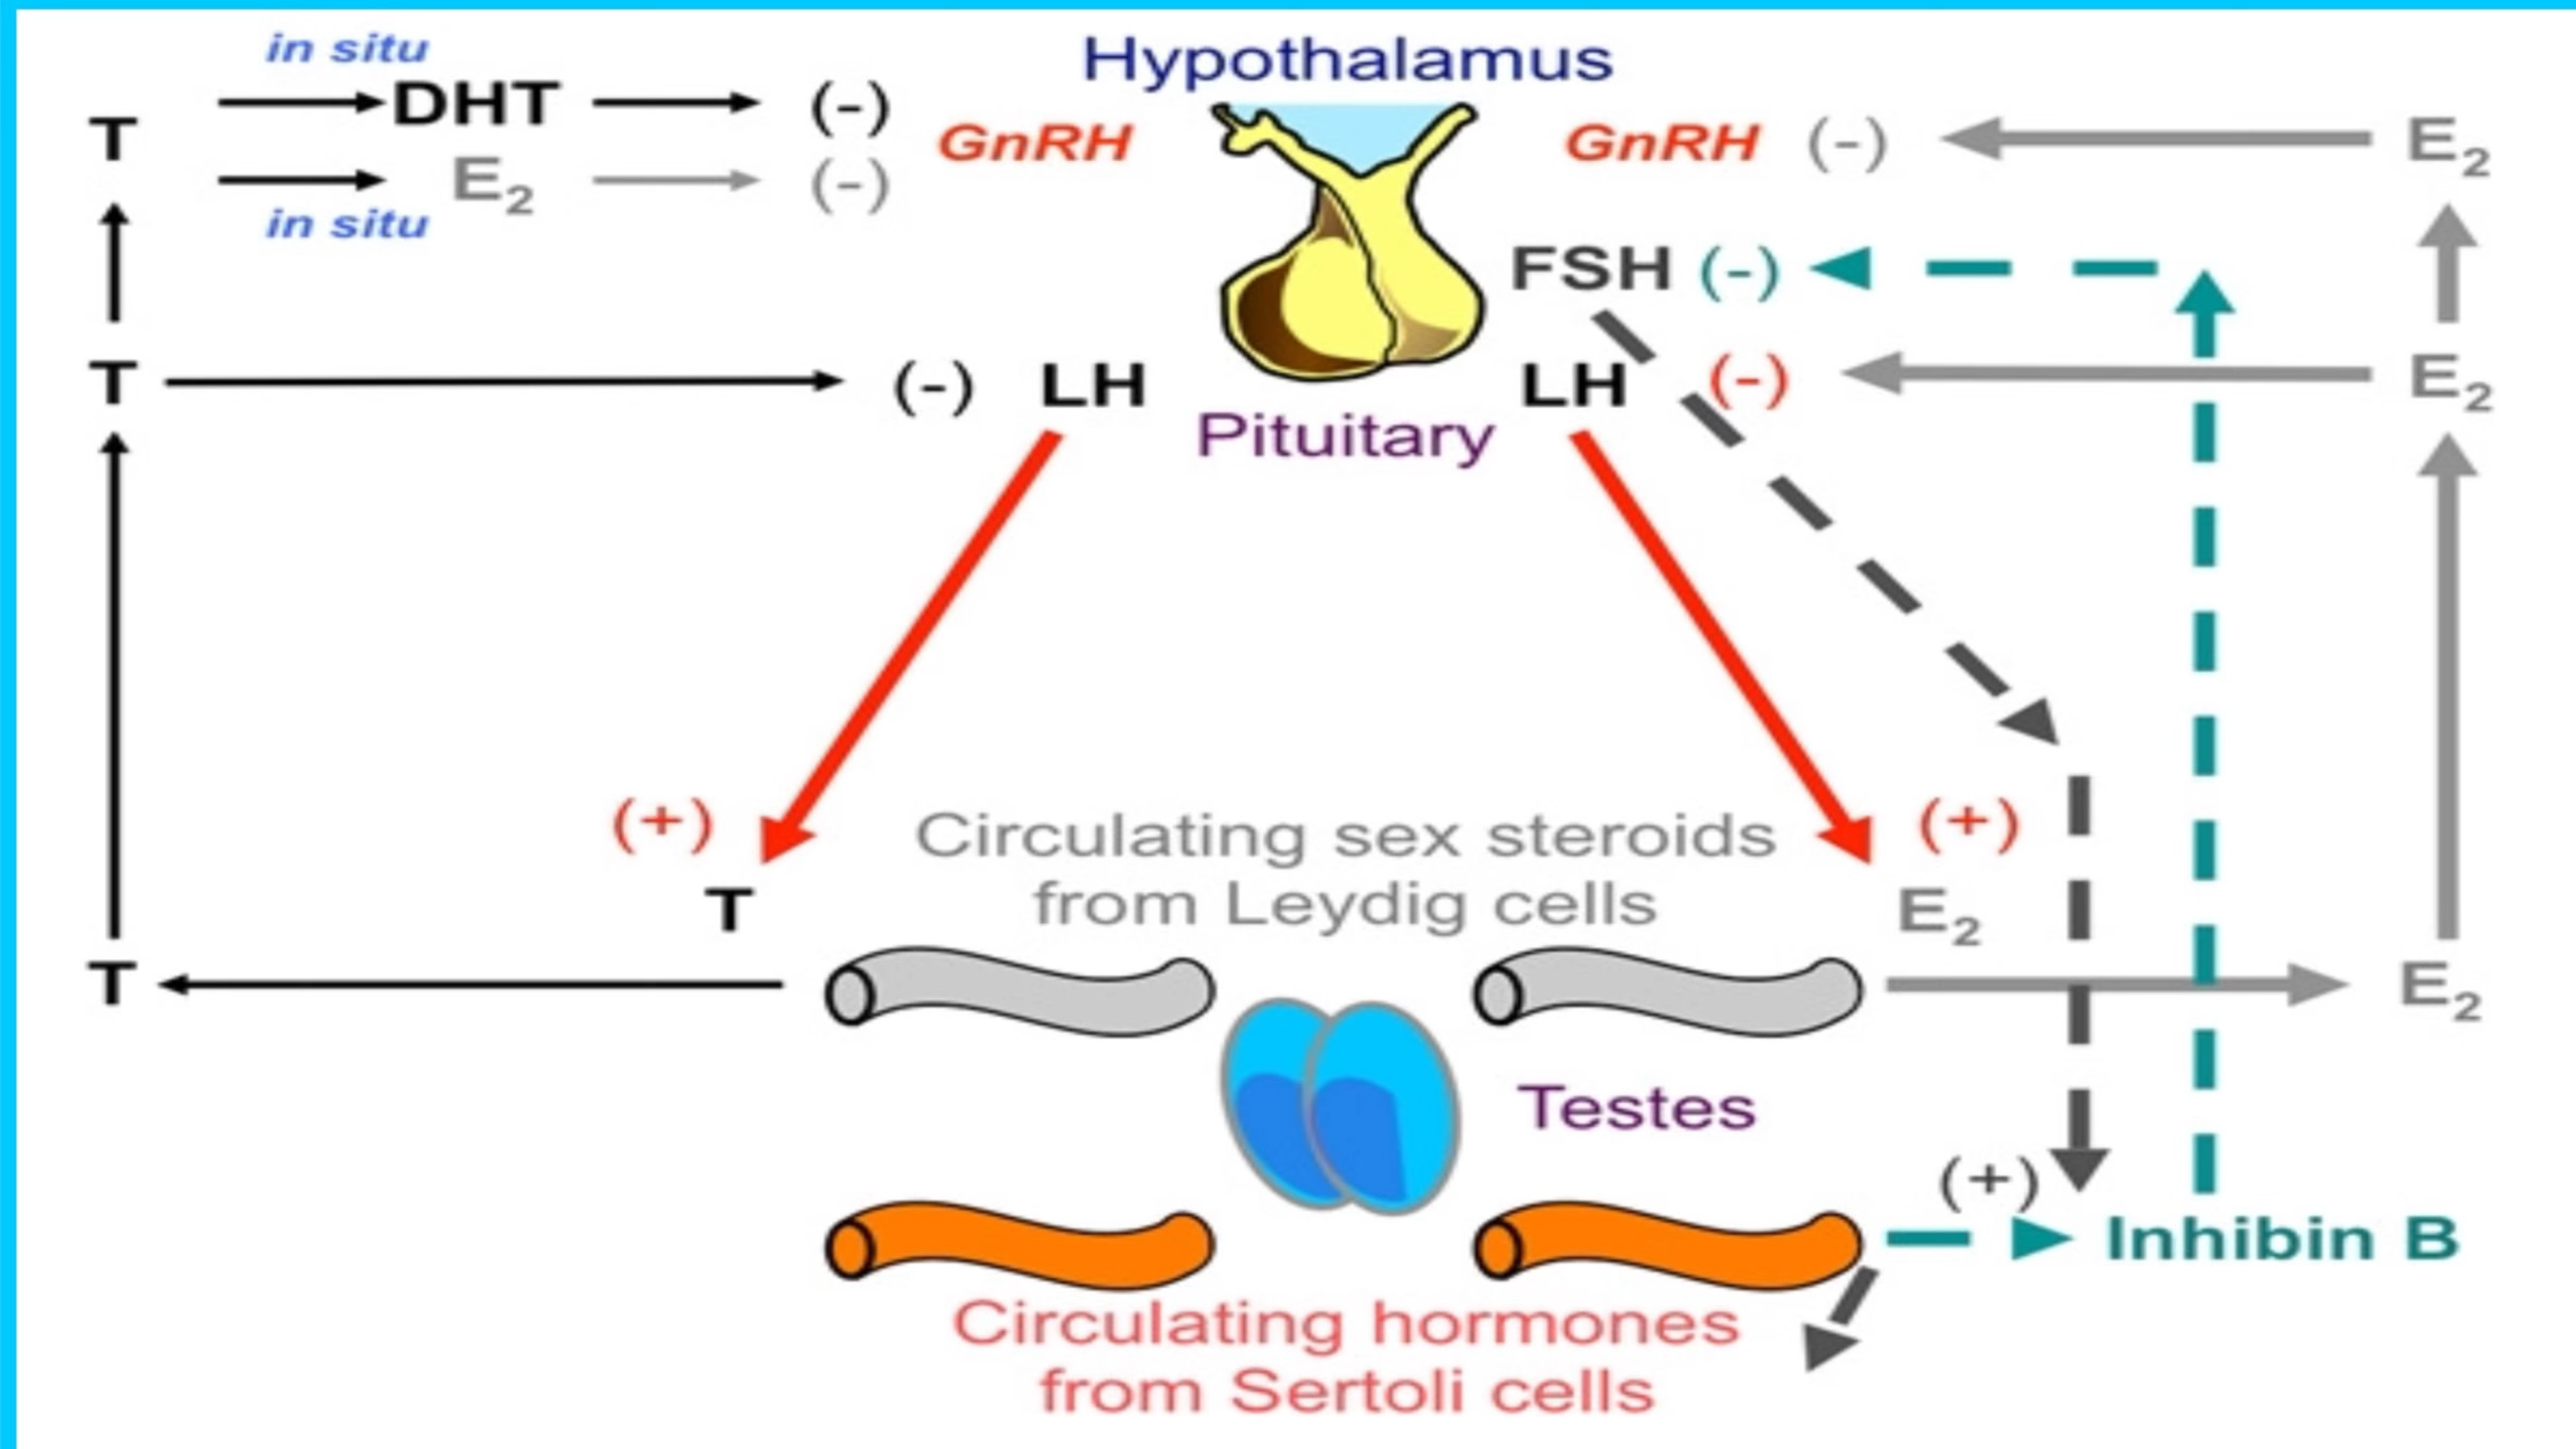 in situ
Hypothalamus
T DHT (-) GnRH GnRH (-) E₂
E₂ (-)
in situ
FSH (-)
T (-) LH LH (-) E₂
Pituitary
(+) (+)
Circulating sex steroids
from Leydig cells
T E₂
T E₂
Testes
(+)
Inhibin B
Circulating hormones
from Sertoli cells